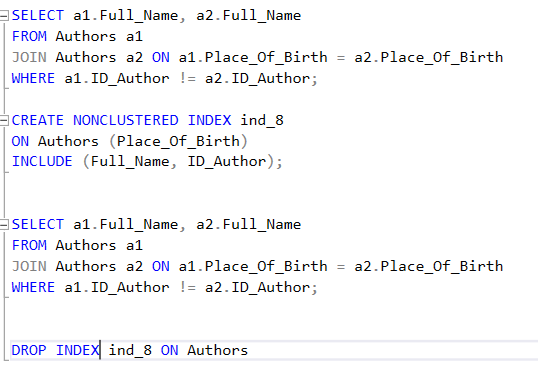 SELECT a1.Full_Name, a2.Full_Name
FROM Authors a1
JOIN Authors a2 ON a1.Place_Of_Birth = a2.Place_Of_Birth
WHERE a1.ID_Author != a2.ID_Author;
CREATE NONCLUSTERED INDEX ind_8
ON Authors (Place_Of_Birth)
INCLUDE (Full_Name, ID_Author);
SELECT a1.Full_Name, a2.Full_Name
FROM Authors a1
JOIN Authors a2 ON a1.Place_Of_Birth = a2.Place_Of_Birth
WHERE a1.ID_Author != a2.ID_Author;
DROP INDEX ind_8 ON Authors